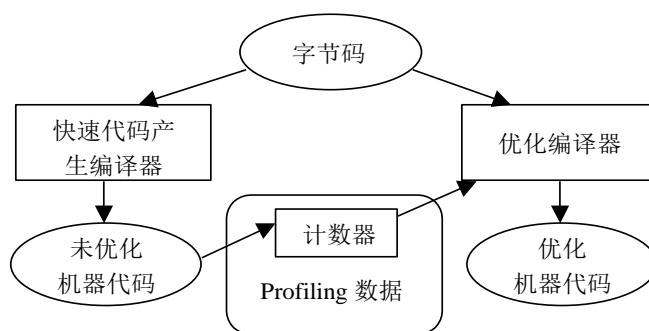 字节码
快速代码产
生编译器
优化编译器
未优化
机器代码
计数器
Profiling 数据
优化
机器代码